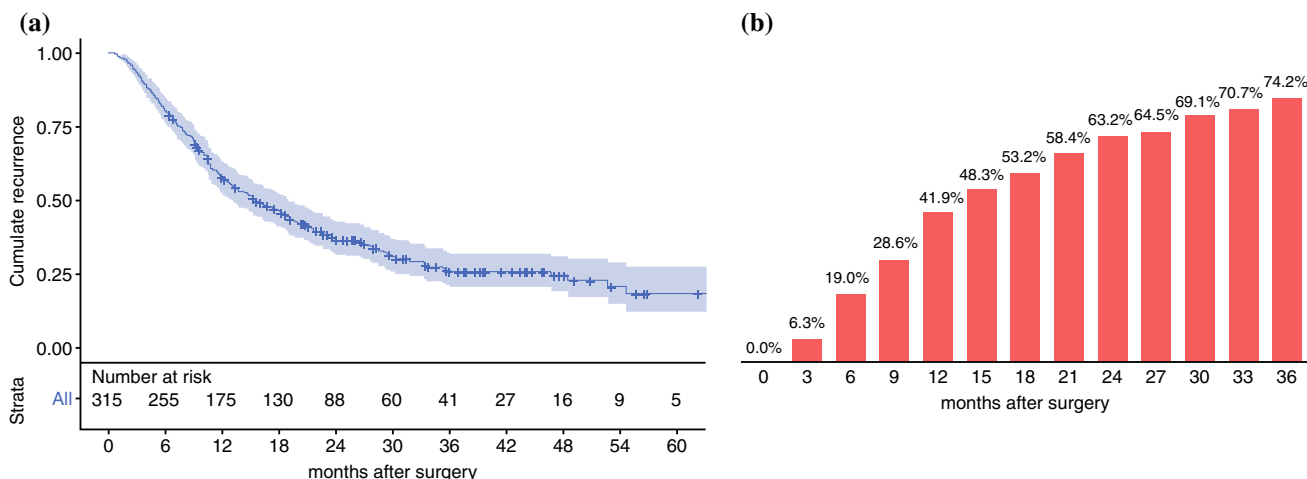 (a)
1.00
0.75
0.50
0.25
0.00
Cumulate recurrence
Number at risk
Strata
All
315 255 175 130 88 60 41 27 16 9 5
0 6 12 18 24 30 36 42 48 54 60
months after surgery
(b)
0.0% 6.3% 19.0% 28.6% 41.9% 48.3% 53.2% 58.4% 63.2% 64.5% 69.1% 70.7% 74.2%
0 3 6 9 12 15 18 21 24 27 30 33 36
months after surgery